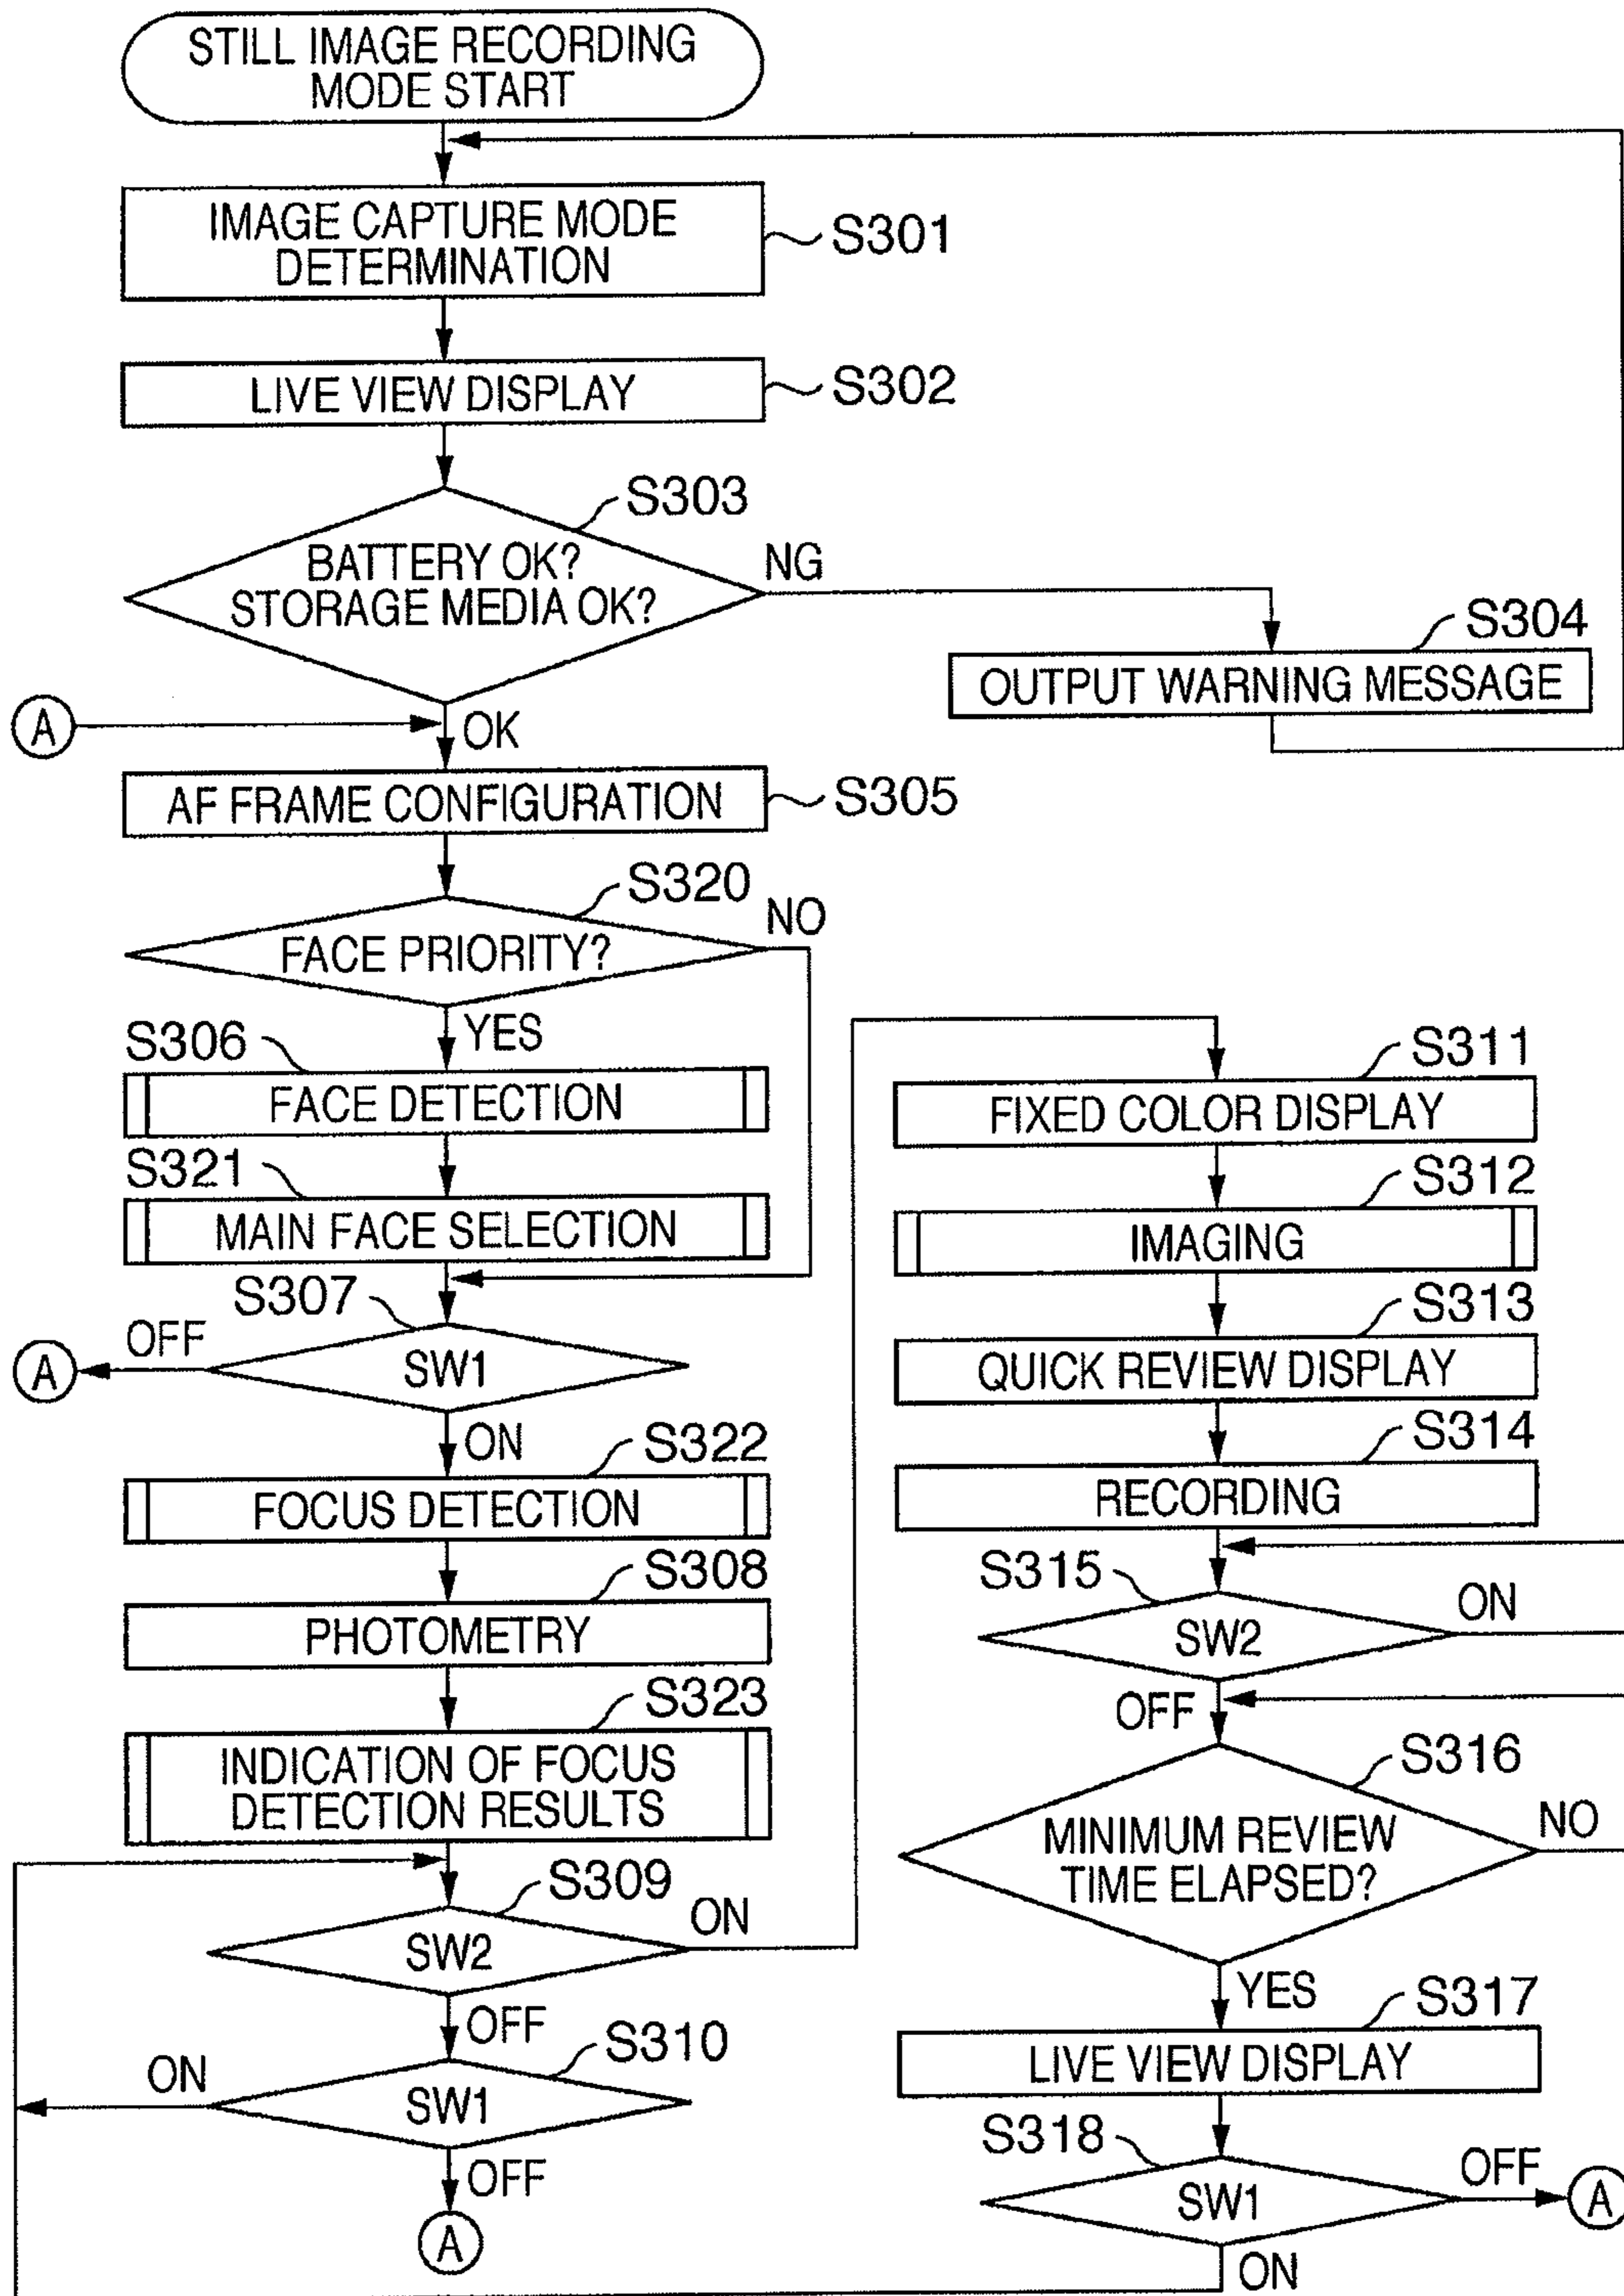 STILL IMAGE RECORDING
MODE START
IMAGE CAPTURE MODE
DETERMINATION
S301
LIVE VIEW DISPLAY
S302
S303
BATTERY OK?
STORAGE MEDIA OK?
NG
S304
OUTPUT WARNING MESSAGE
A
OK
AF FRAME CONFIGURATION
S305
S320
FACE PRIORITY?
NO
YES
S306
FACE DETECTION
S321
MAIN FACE SELECTION
S307
OFF
A
SW1
ON
S322
FOCUS DETECTION
S308
PHOTOMETRY
S323
INDICATION OF FOCUS
DETECTION RESULTS
S309
SW2
ON
OFF
S310
ON
SW1
OFF
A
S311
FIXED COLOR DISPLAY
S312
IMAGING
S313
QUICK REVIEW DISPLAY
S314
RECORDING
S315
SW2
ON
OFF
S316
MINIMUM REVIEW
TIME ELAPSED?
NO
YES
S317
LIVE VIEW DISPLAY
S318
SW1
OFF
A
ON